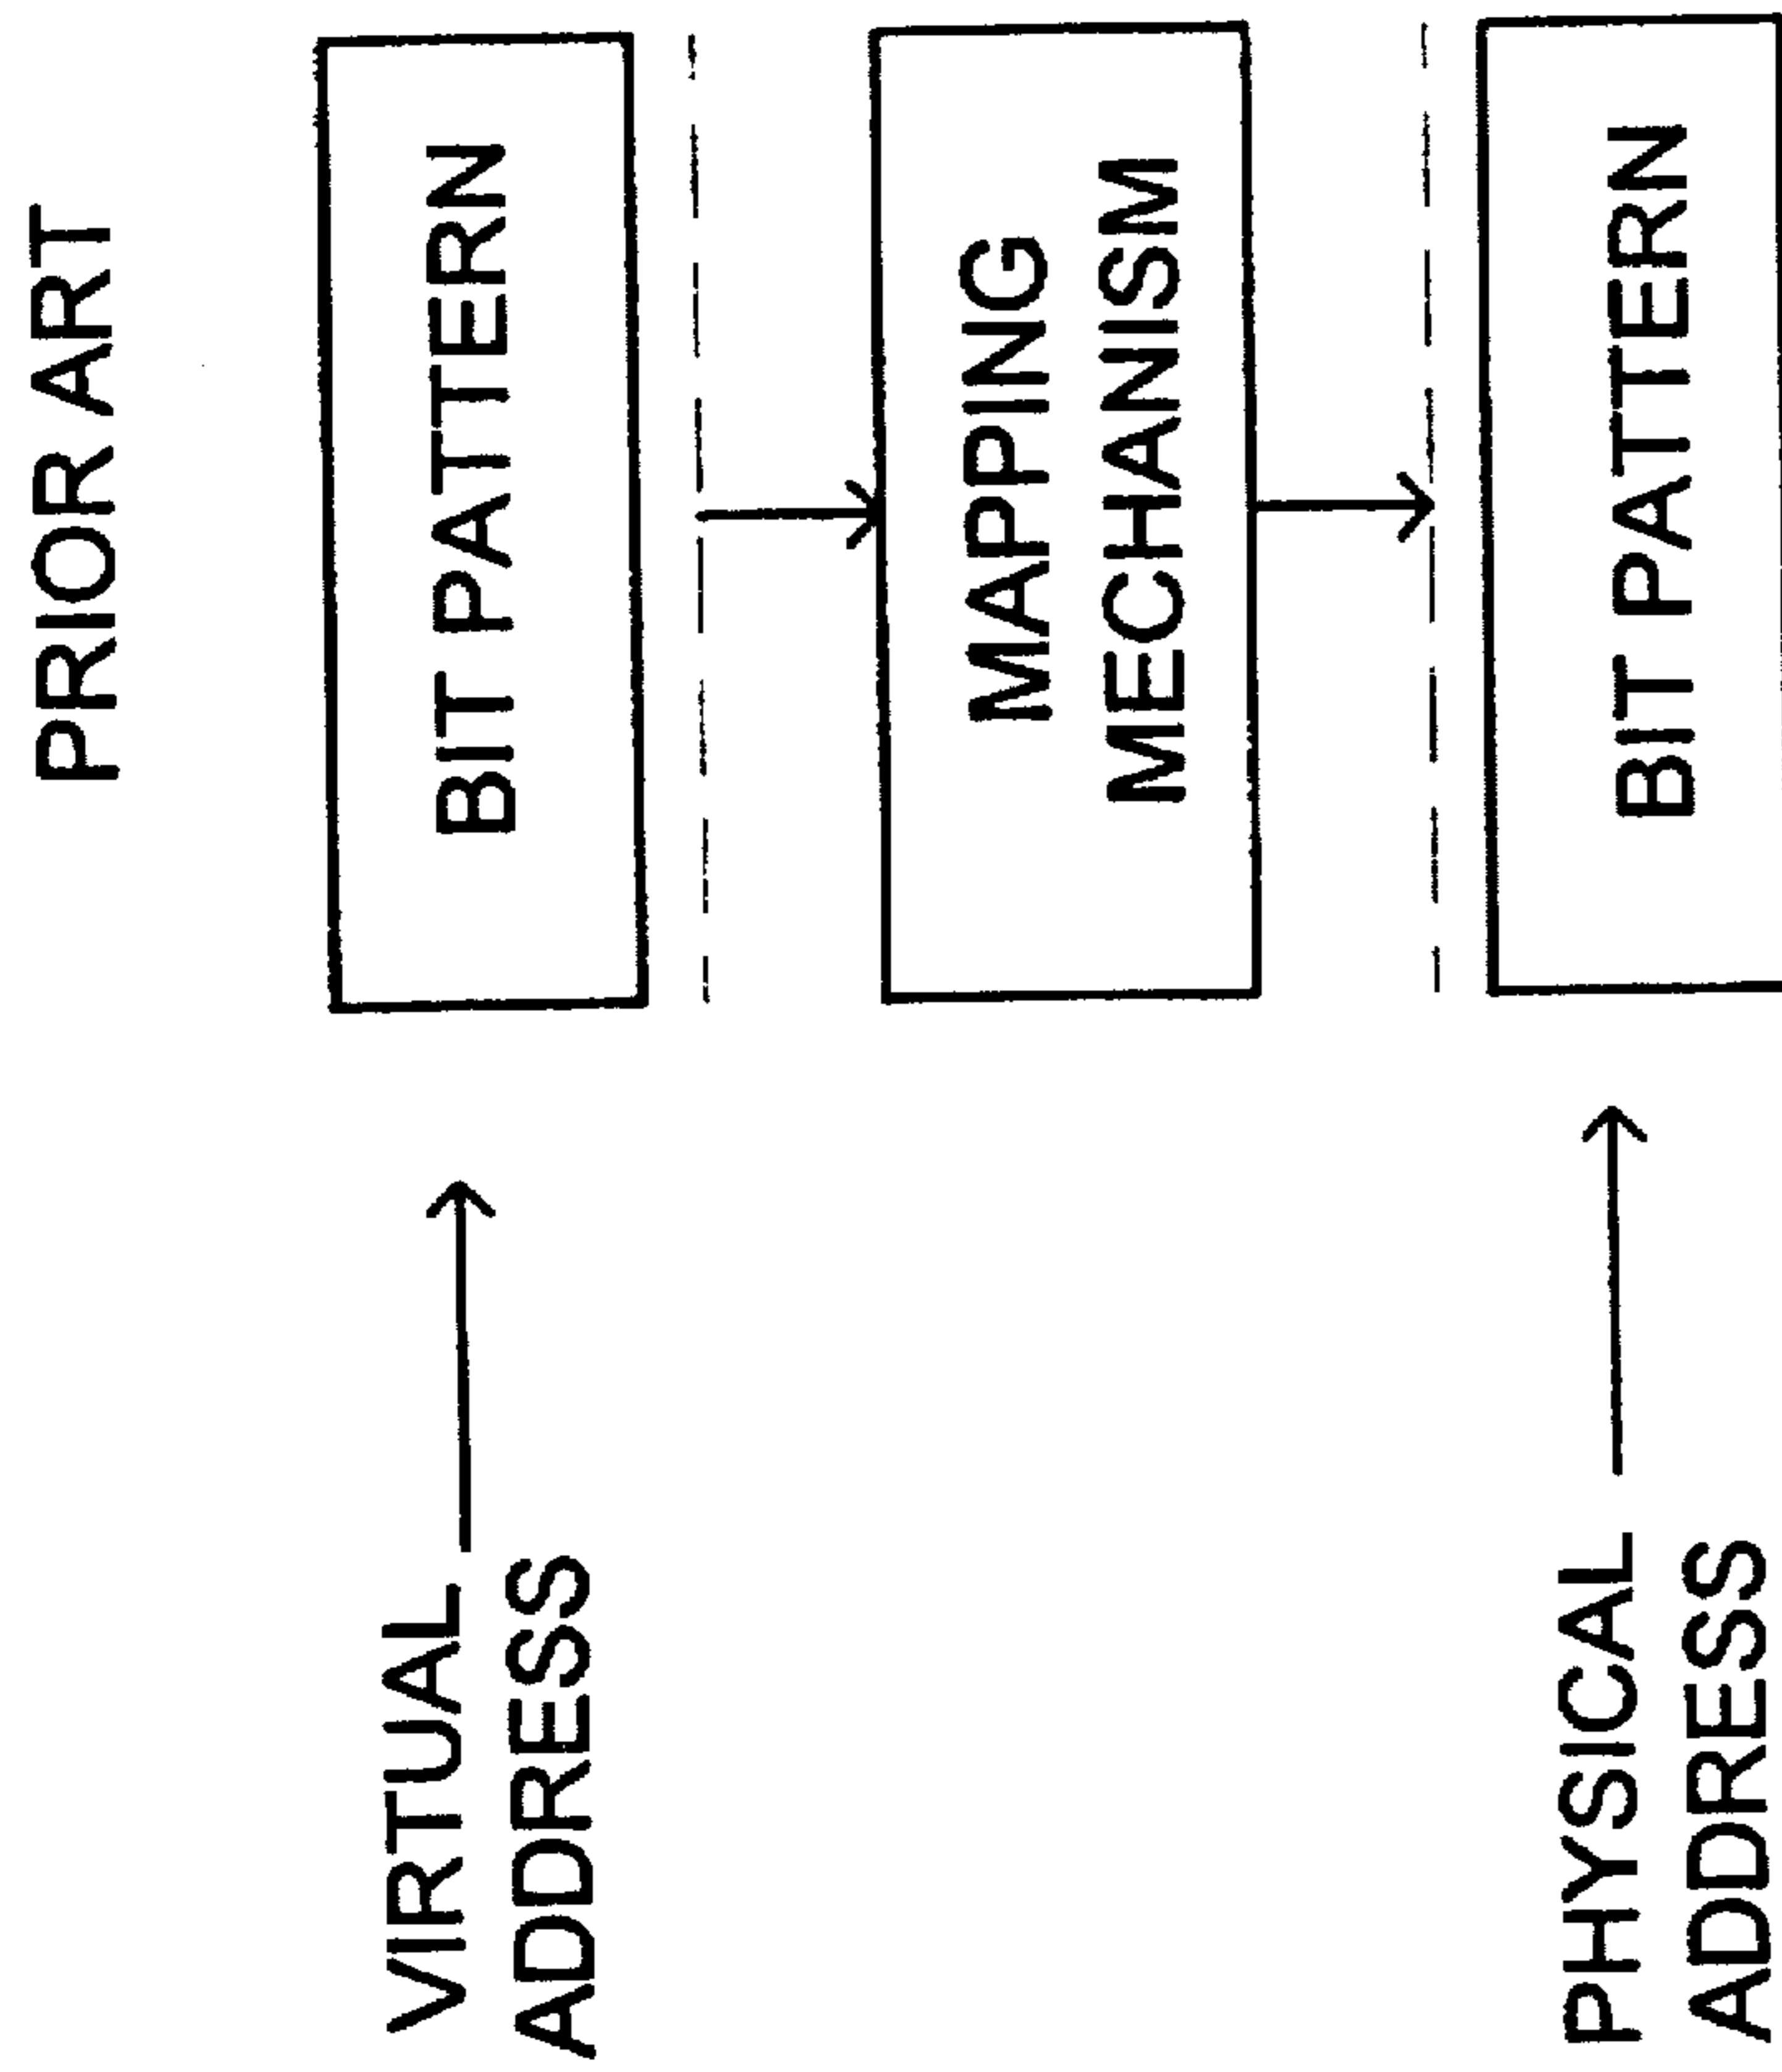 PRIOR ART
VIRTUAL
ADDRESS
BIT PATTERN
MAPPING
MECHANISM
PHYSICAL
ADDRESS
BIT PATTERN